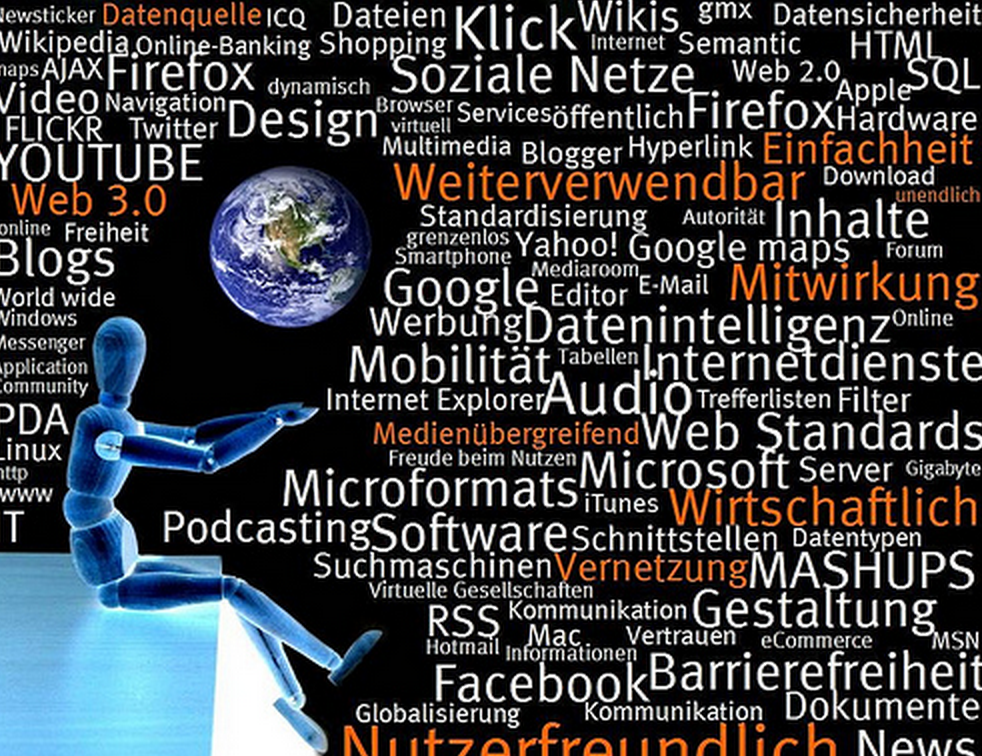 Newsticker Datenquelle ICQ Dateien Klick Wikis gmx Datensicherheit
Wikipedia Online-Banking Shopping Internet Semantic HTML
maps AJAX Firefox dynamisch Soziale Netze Web 2.0 Apple SQL
Video Navigation Design Browser Services öffentlich Firefox Hardware
FLICKR Twitter virtuell
YOUTUBE Multimedia Blogger Hyperlink Einfachheit
Web 3.0 Weiterverwendbar Download unendlich
online Freiheit Standardisierung Autorität Inhalte
Blogs grenzenlos Yahoo! Google maps Forum
Smartphone Mediaroom
World wide Google Editor E-Mail Mitwirkung
Windows Werbung Datenintelligenz Online
Messenger Mobilität Tabellen Internetdienste
Application
Community Internet Explorer Audio Trefferlisten Filter
PDA Medienübergreifend Web Standards
Linux Freude beim Nutzen Microsoft Server Gigabyte
http
www Microformats iTunes Wirtschaftlich
IT Podcasting Software Schnittstellen Datentypen
Suchmaschinen Vernetzung MASHUPS
Virtuelle Gesellschaften
RSS Kommunikation Gestaltung
Hotmail Mac Vertrauen eCommerce MSN
Informationen
Facebook Barrierefreiheit
Globalisierung Kommunikation Dokumente
Nutzerfreundlich News